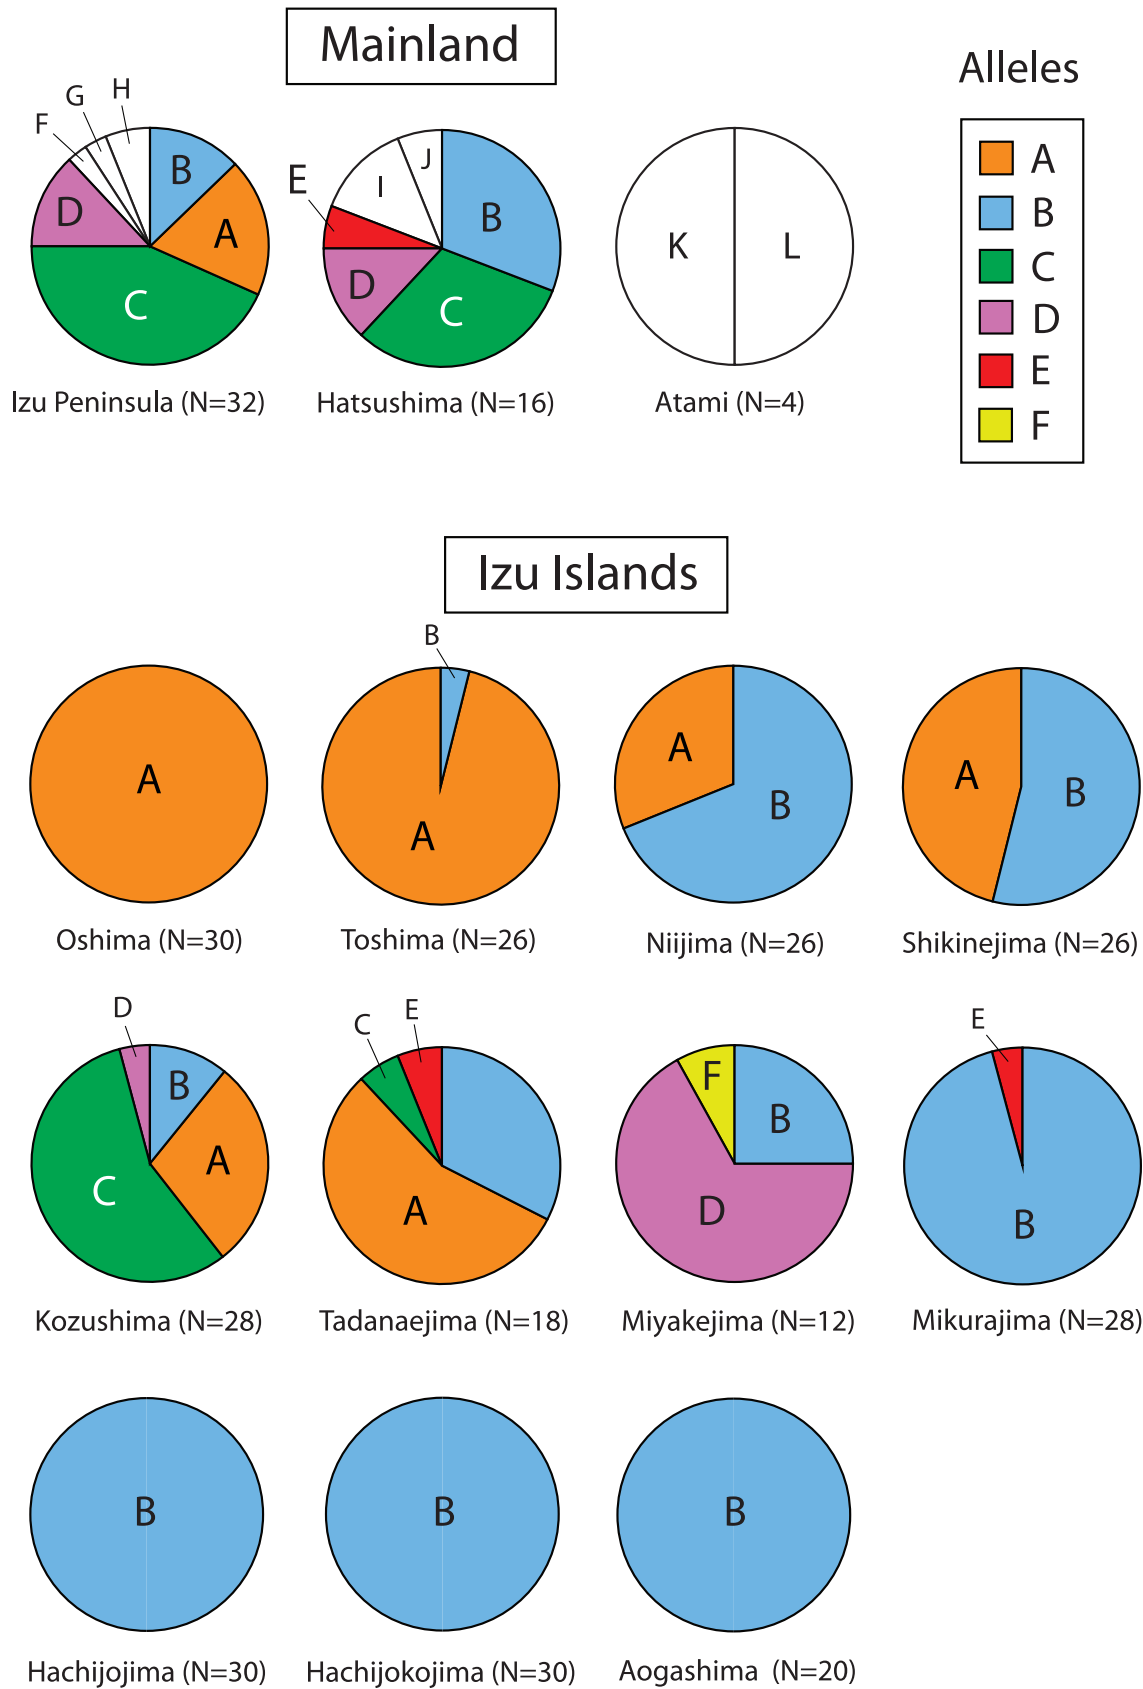 Mainland
Alleles
A
B
C
D
E
F
F
G
H
B
A
D
C
E
I
J
B
D
C
K
L
Izu Peninsula (N=32)
Hatsushima (N=16)
Atami (N=4)
Izu Islands
A
B
A
A
B
A
B
Oshima (N=30)
Toshima (N=26)
Niijima (N=26)
Shikinejima (N=26)
D
B
A
C
C
E
A
F
B
D
E
B
Kozushima (N=28)
Tadanaejima (N=18)
Miyakejima (N=12)
Mikurajima (N=28)
B
B
B
Hachijojima (N=30)
Hachijokojima (N=30)
Aogashima (N=20)